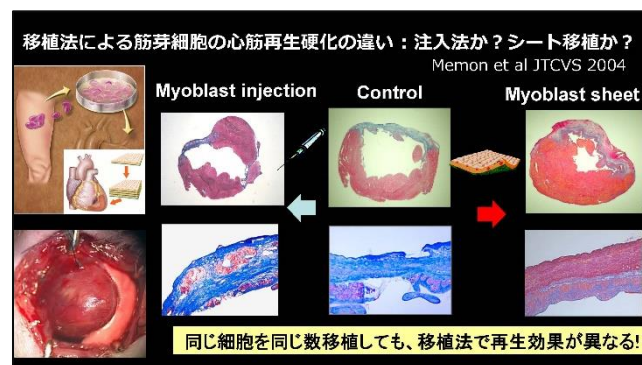 移植法による筋芽細胞の心筋再生硬化の違い：注入法か？シート移植か？
Memon et al JTCVS 2004
Myoblast injection
Control
Myoblast sheet
同じ細胞を同じ数移植しても、移植法で再生効果が異なる!